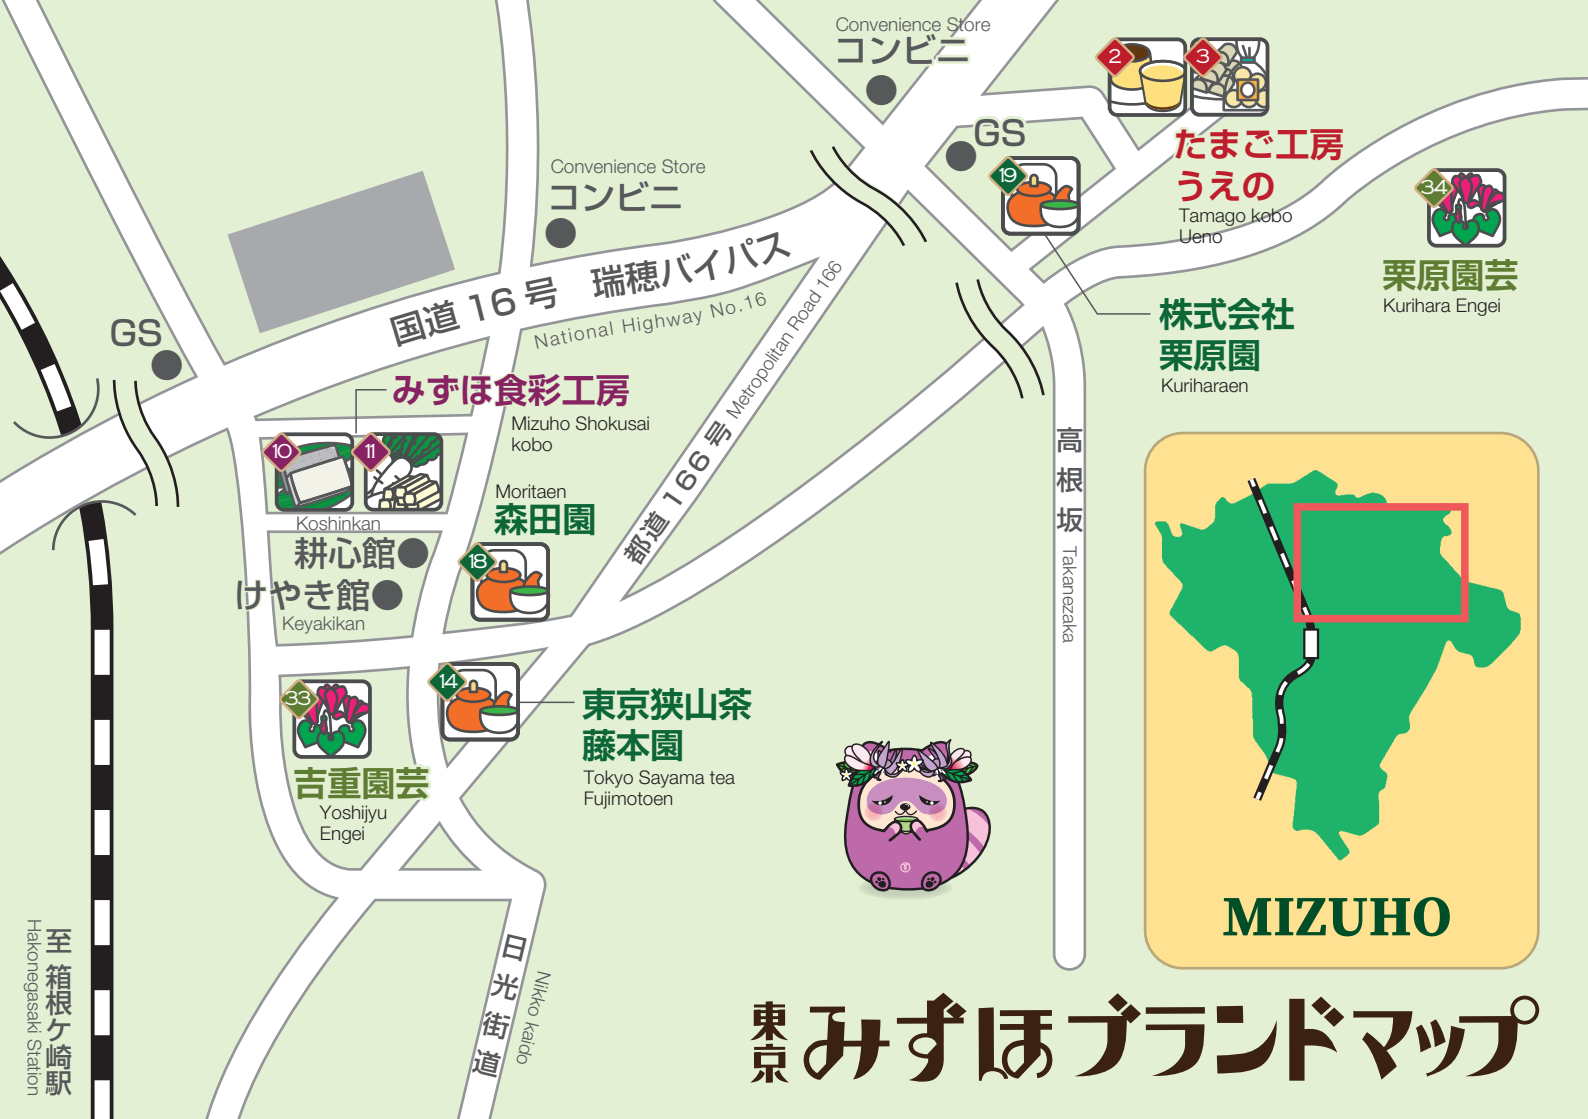 Convenience Store
コンビニ
2
3
GS
たまご工房
うえの
Tamago kobo
Ueno
19
34
栗原園芸
Kurihara Engei
Convenience Store
コンビニ
国道16号 瑞穂バイパス
National Highway No.16
株式会社
栗原園
Kuriharaen
GS
みずほ食彩工房
Mizuho Shokusai
kobo
10
11
都道166号 Metropolitan Road 166
高根坂 Takanezaka
Moritaen
森田園
18
Koshinkan
耕心館
けやき館
Keyakikan
14
東京狭山茶
藤本園
Tokyo Sayama tea
Fujimotoen
33
吉重園芸
Yoshijyu
Engei
MIZUHO
至 箱根ケ崎駅
Hakonegasaki Station
日光街道
Nikko kaido
東京みずほブランドマップ